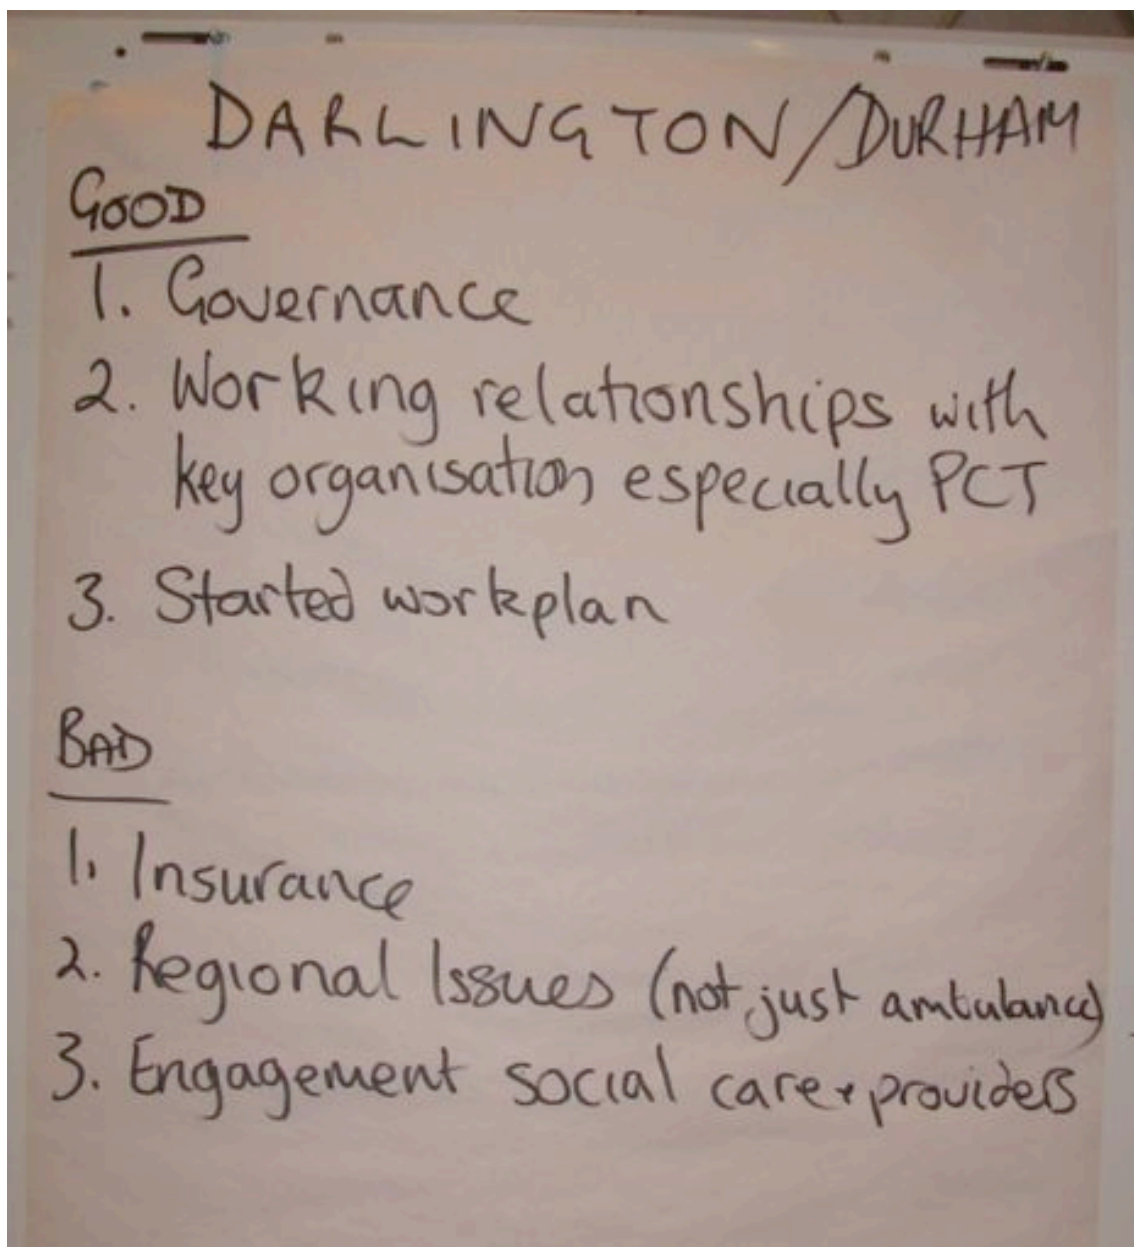 DARLINGTON/DURHAM
GOOD
1. Governance
2. Working relationships with
key organisation especially PCT
3. Started workplan
BAD
1. Insurance
2. Regional Issues (not just ambulance)
3. Engagement social care + providers